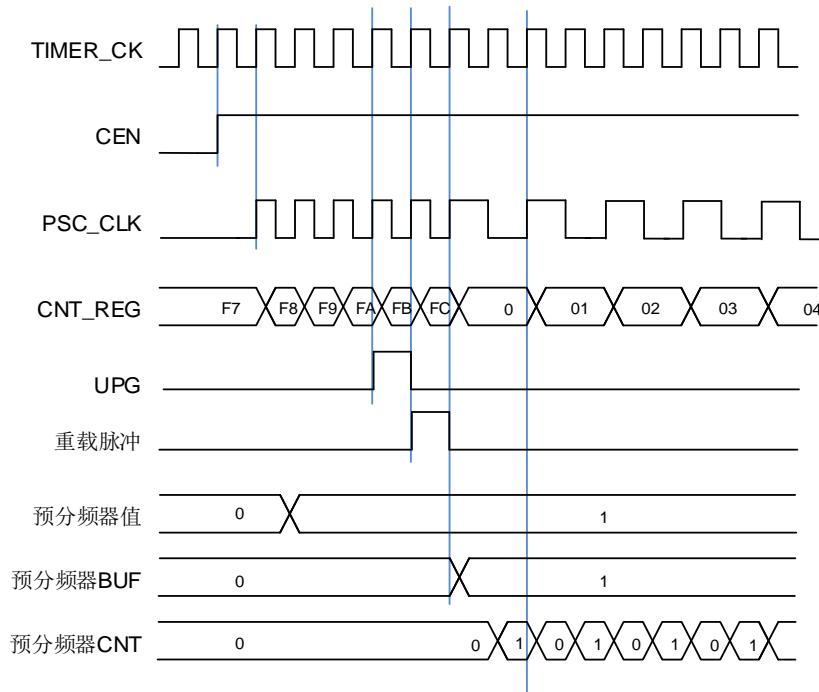 TIMER_CK
CEN
PSC_CLK
CNT_REG F7 F8 F9 FA FB FC 0 01 02 03 04
UPG
重载脉冲
预分频器值 0 1
预分频器BUF 0 1
预分频器CNT 0 0 1 0 1 0 1 0 1